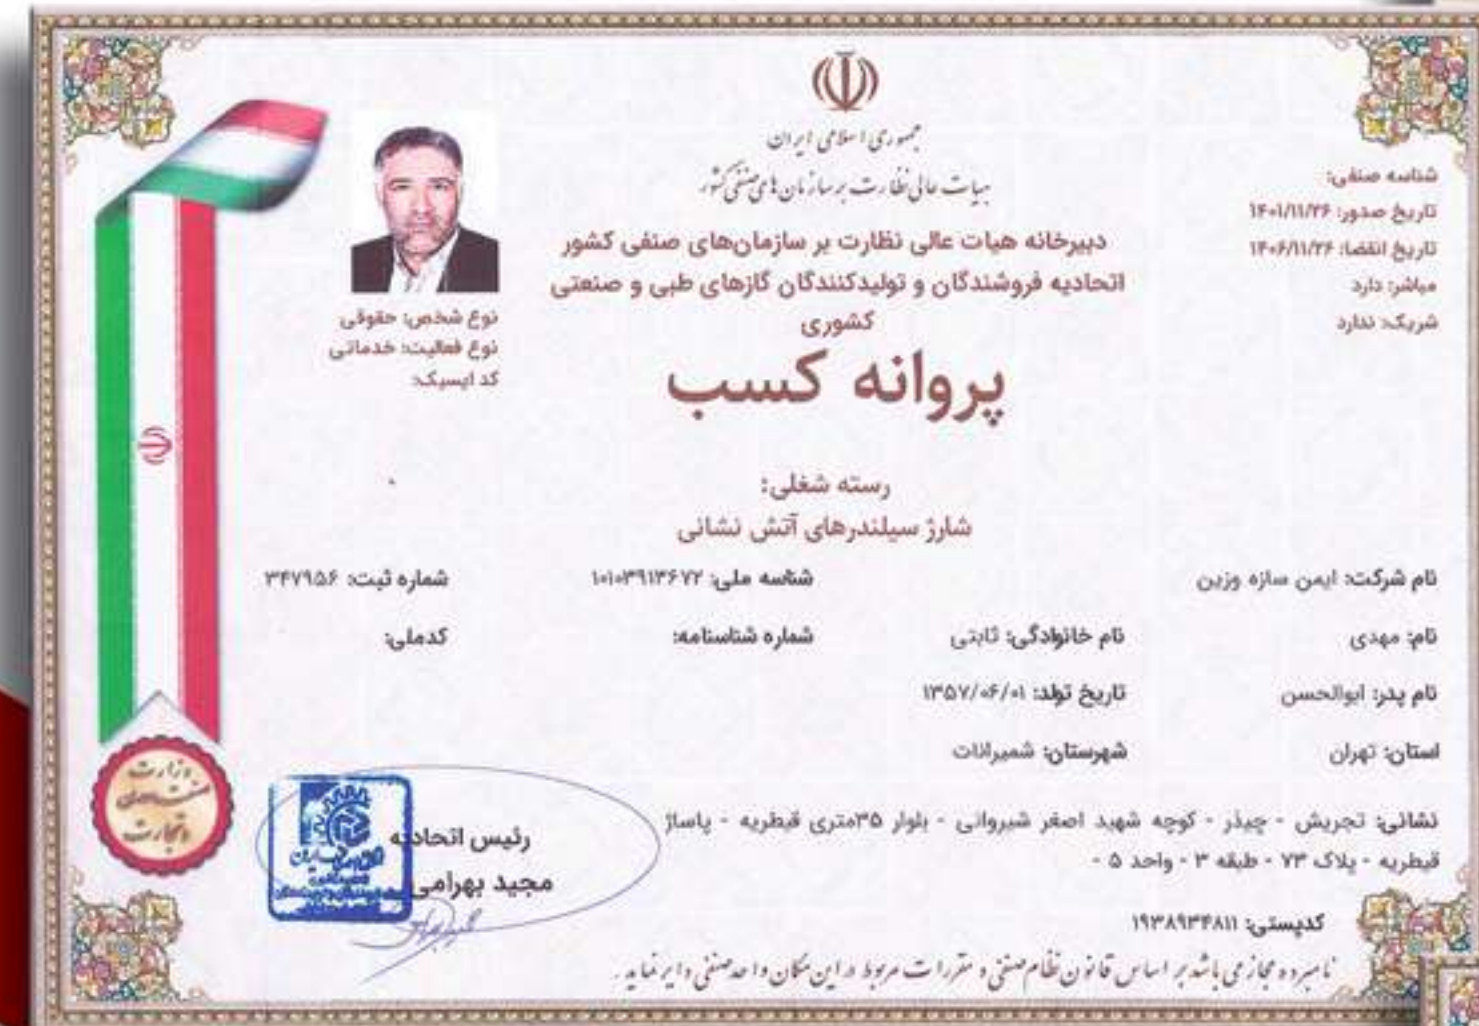 جمهوری اسلامی ایران
هیات عالی نظارت بر سازمان های صنفی کشور
دبیرخانه هیات عالی نظارت بر سازمان‌های صنفی کشور
اتحادیه فروشندگان و تولیدکنندگان گازهای طبی و صنعتی
کشوری
پروانه کسب
شناسه صنفی:
تاریخ صدور: ۱۴۰۱/۱۱/۲۶
تاریخ انقضا: ۱۴۰۶/۱۱/۲۶
مباشر: دارد
شریک: ندارد
نوع شخص: حقوقی
نوع فعالیت: خدماتی
کد آیسیک:
رسته شغلی:
شارژ سیلندرهای آتش نشانی
نام شرکت: ایمن سازه وزین شناسه ملی: ۱۰۱۰۳۹۱۳۶۷۲ شماره ثبت: ۳۴۷۹۵۶
نام: مهدی نام خانوادگی: ثابتی شماره شناسنامه: کدملی:
نام پدر: ابوالحسن تاریخ تولد: ۱۳۵۷/۰۶/۰۱
استان: تهران شهرستان: شمیرانات
نشانی: تجریش - چیذر - کوچه شهید اصغر شیروانی - بلوار ۳۵متری قیطریه - پاساژ
قیطریه - پلاک ۷۳ - طبقه ۳ - واحد ۵ -
کدپستی: ۱۹۳۸۹۳۴۸۱۱
نامبرده مجاز می باشد بر اساس قانون نظام صنفی و مقررات مربوط در این مکان واحد صنفی دایر نماید.
رئیس اتحادیه
مجید بهرامی
وزارت
صنعت، معدن
و تجارت